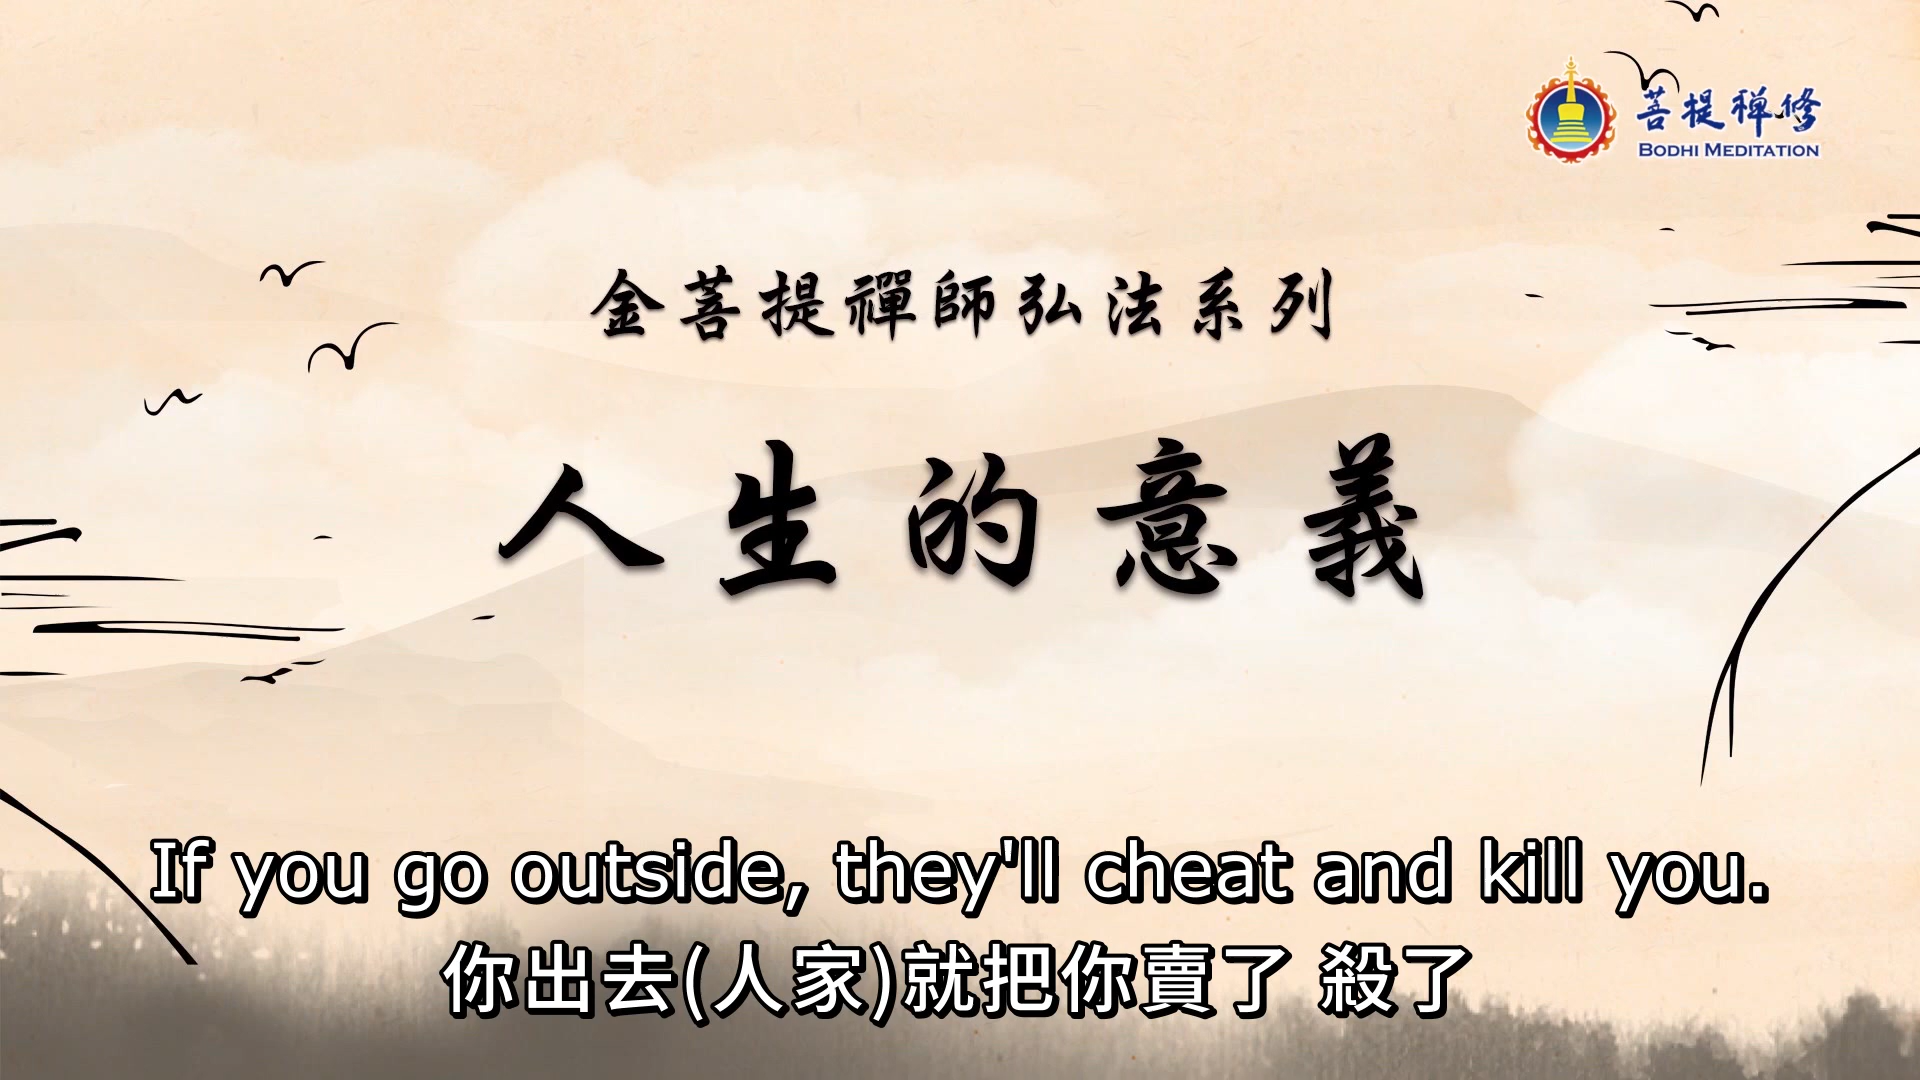 菩提禪修
BODHI MEDITATION
金菩提禪師弘法系列
人生的意義
If you go outside, they'll cheat and kill you.
你出去(人家)就把你賣了 殺了